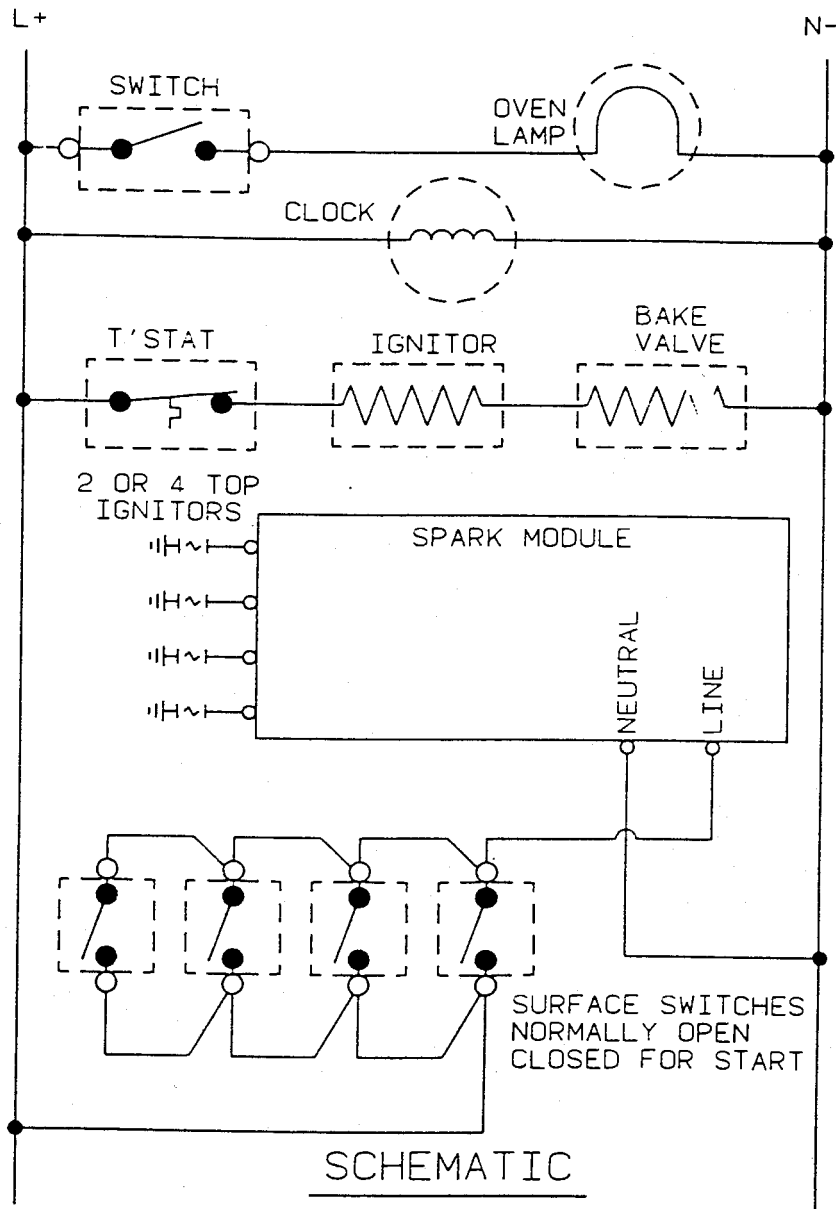 L+
N-
SWITCH
OVEN
LAMP
CLOCK
T'STAT
IGNITOR
BAKE
VALVE
2 OR 4 TOP
IGNITORS
SPARK MODULE
NEUTRAL
LINE
SURFACE SWITCHES
NORMALLY OPEN
CLOSED FOR START
SCHEMATIC